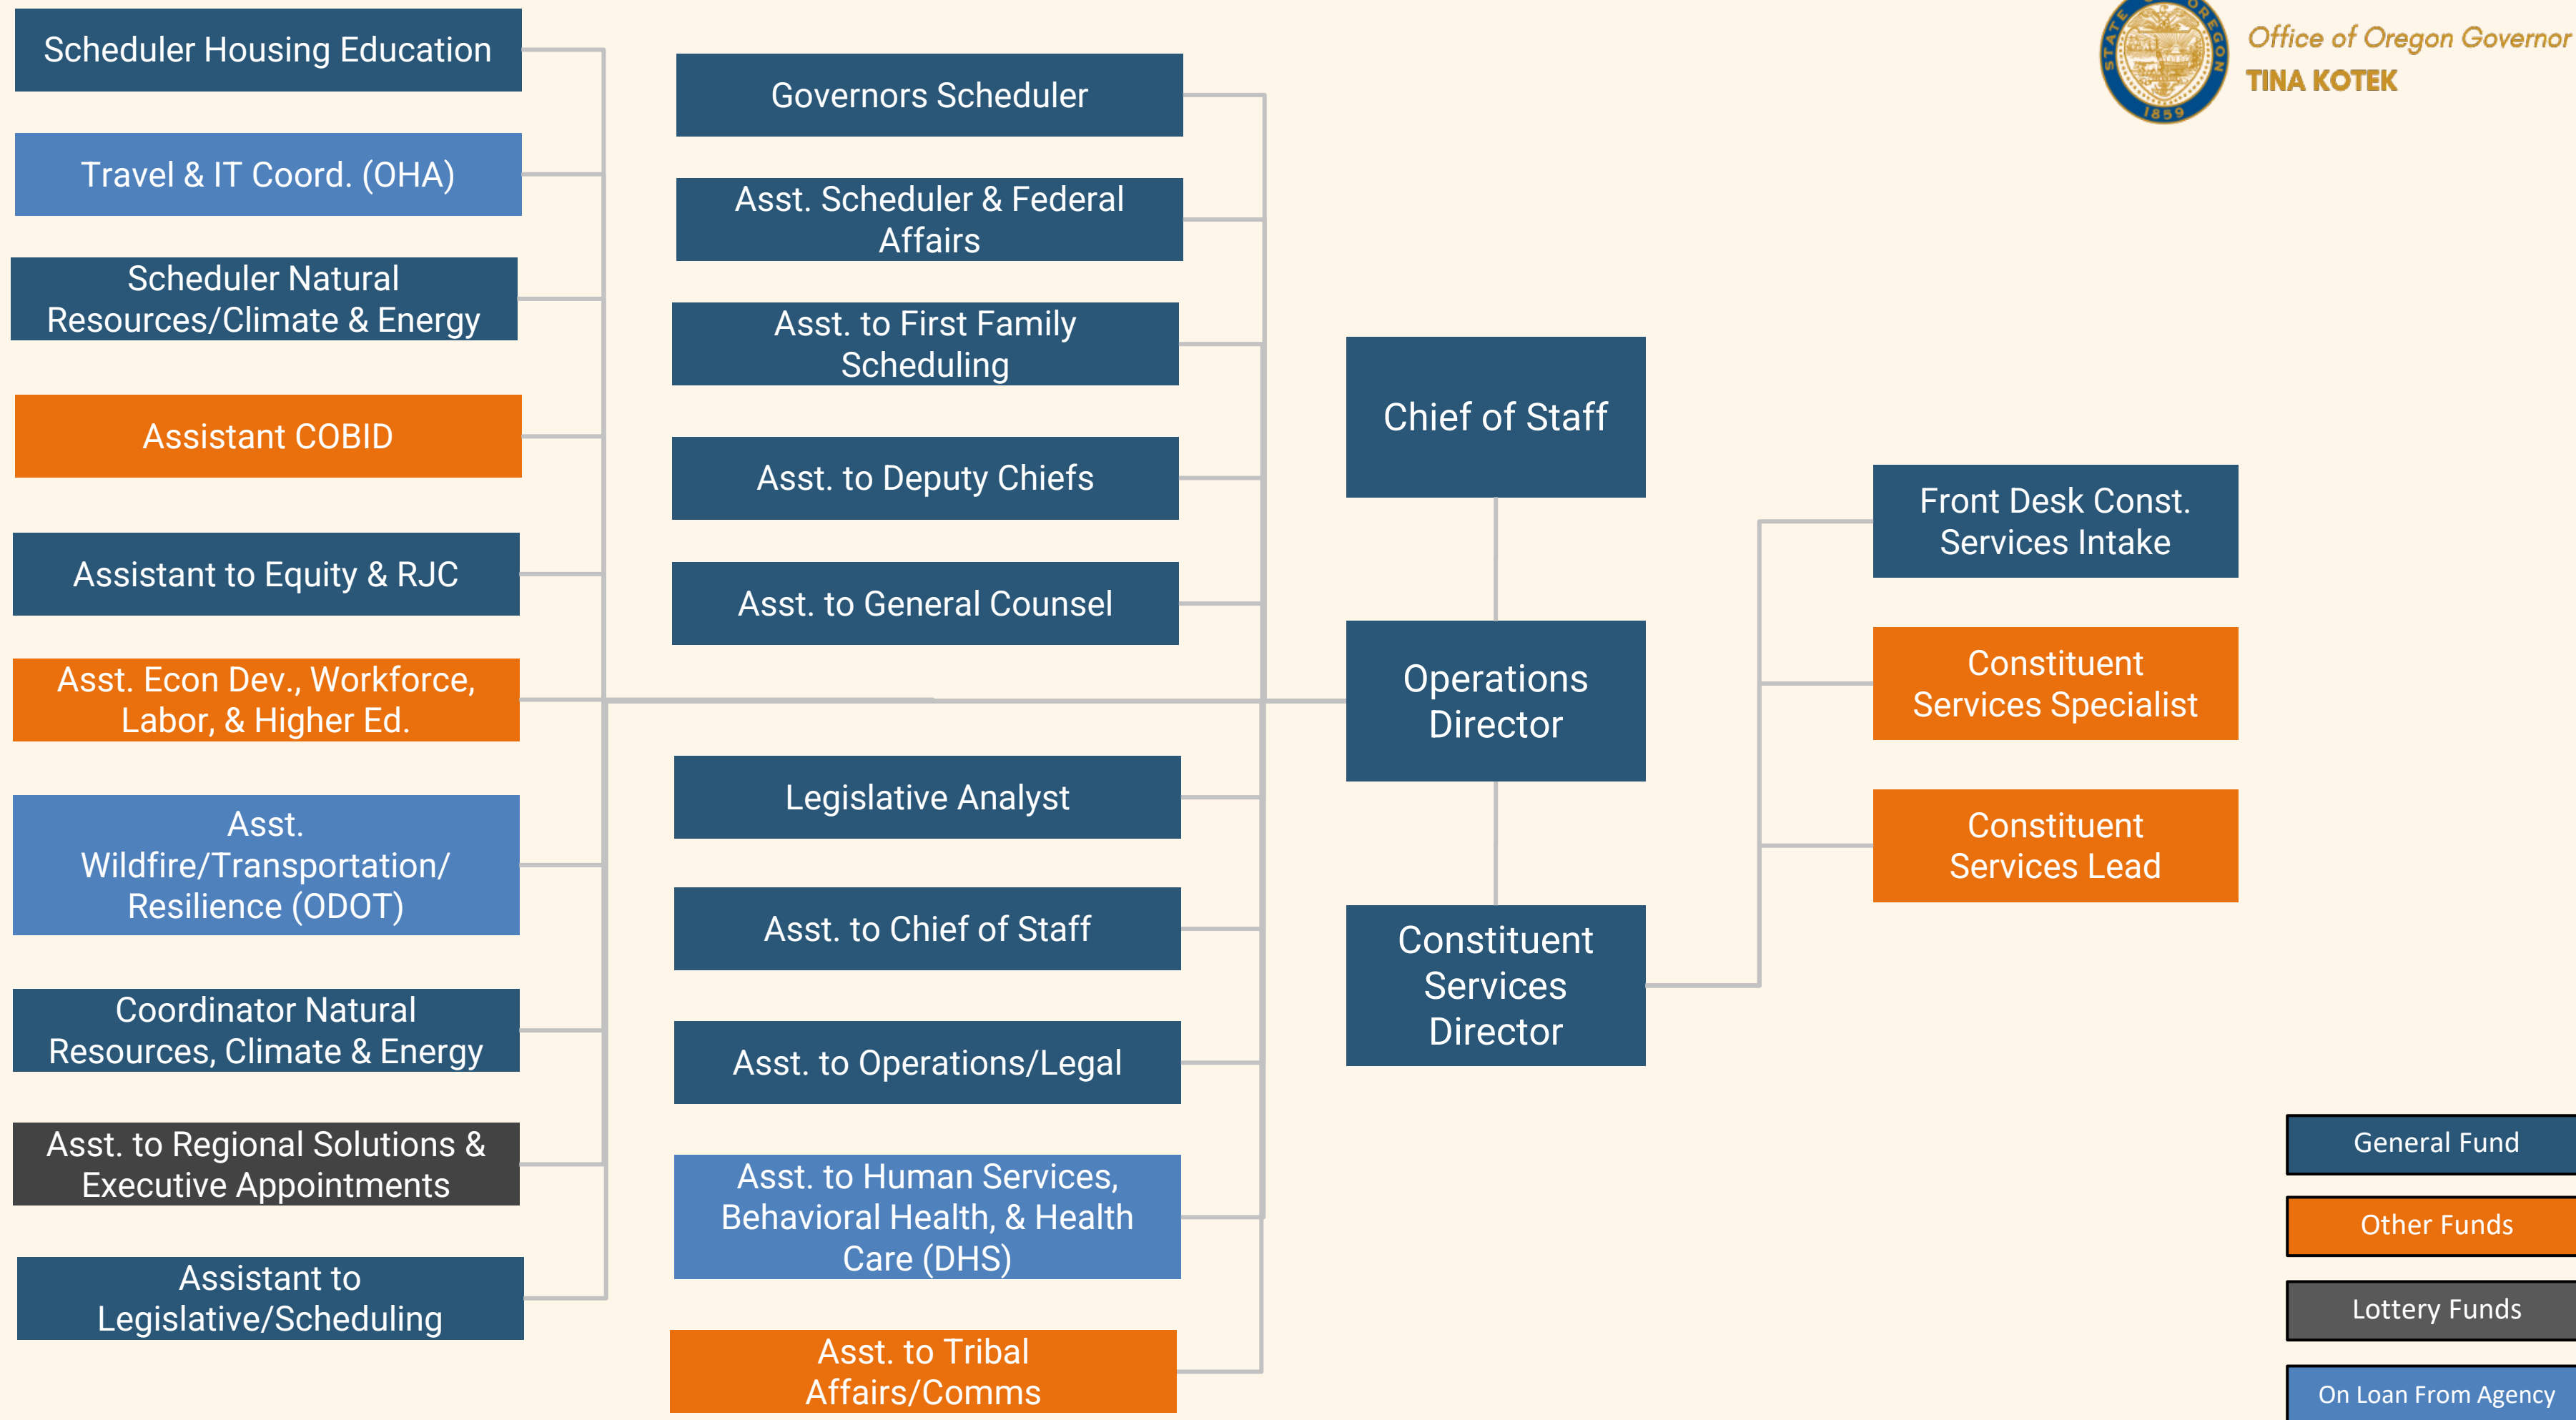 Scheduler Housing Education
Travel & IT Coord. (OHA)
Scheduler Natural
Resources/Climate & Energy
Assistant COBID
Assistant to Equity & RJC
Asst. Econ Dev., Workforce,
Labor, & Higher Ed.
Asst.
Wildfire/Transportation/
Resilience (ODOT)
Coordinator Natural
Resources, Climate & Energy
Asst. to Regional Solutions &
Executive Appointments
Assistant to
Legislative/Scheduling
Governors Scheduler
Asst. Scheduler & Federal
Affairs
Asst. to First Family
Scheduling
Asst. to Deputy Chiefs
Asst. to General Counsel
Legislative Analyst
Asst. to Chief of Staff
Asst. to Operations/Legal
Asst. to Human Services,
Behavioral Health, & Health
Care (DHS)
Asst. to Tribal
Affairs/Comms
Chief of Staff
Operations
Director
Constituent
Services
Director
Front Desk Const.
Services Intake
Constituent
Services Specialist
Constituent
Services Lead
STATE OF OREGON
1859
Office of Oregon Governor
TINA KOTEK
General Fund
Other Funds
Lottery Funds
On Loan From Agency